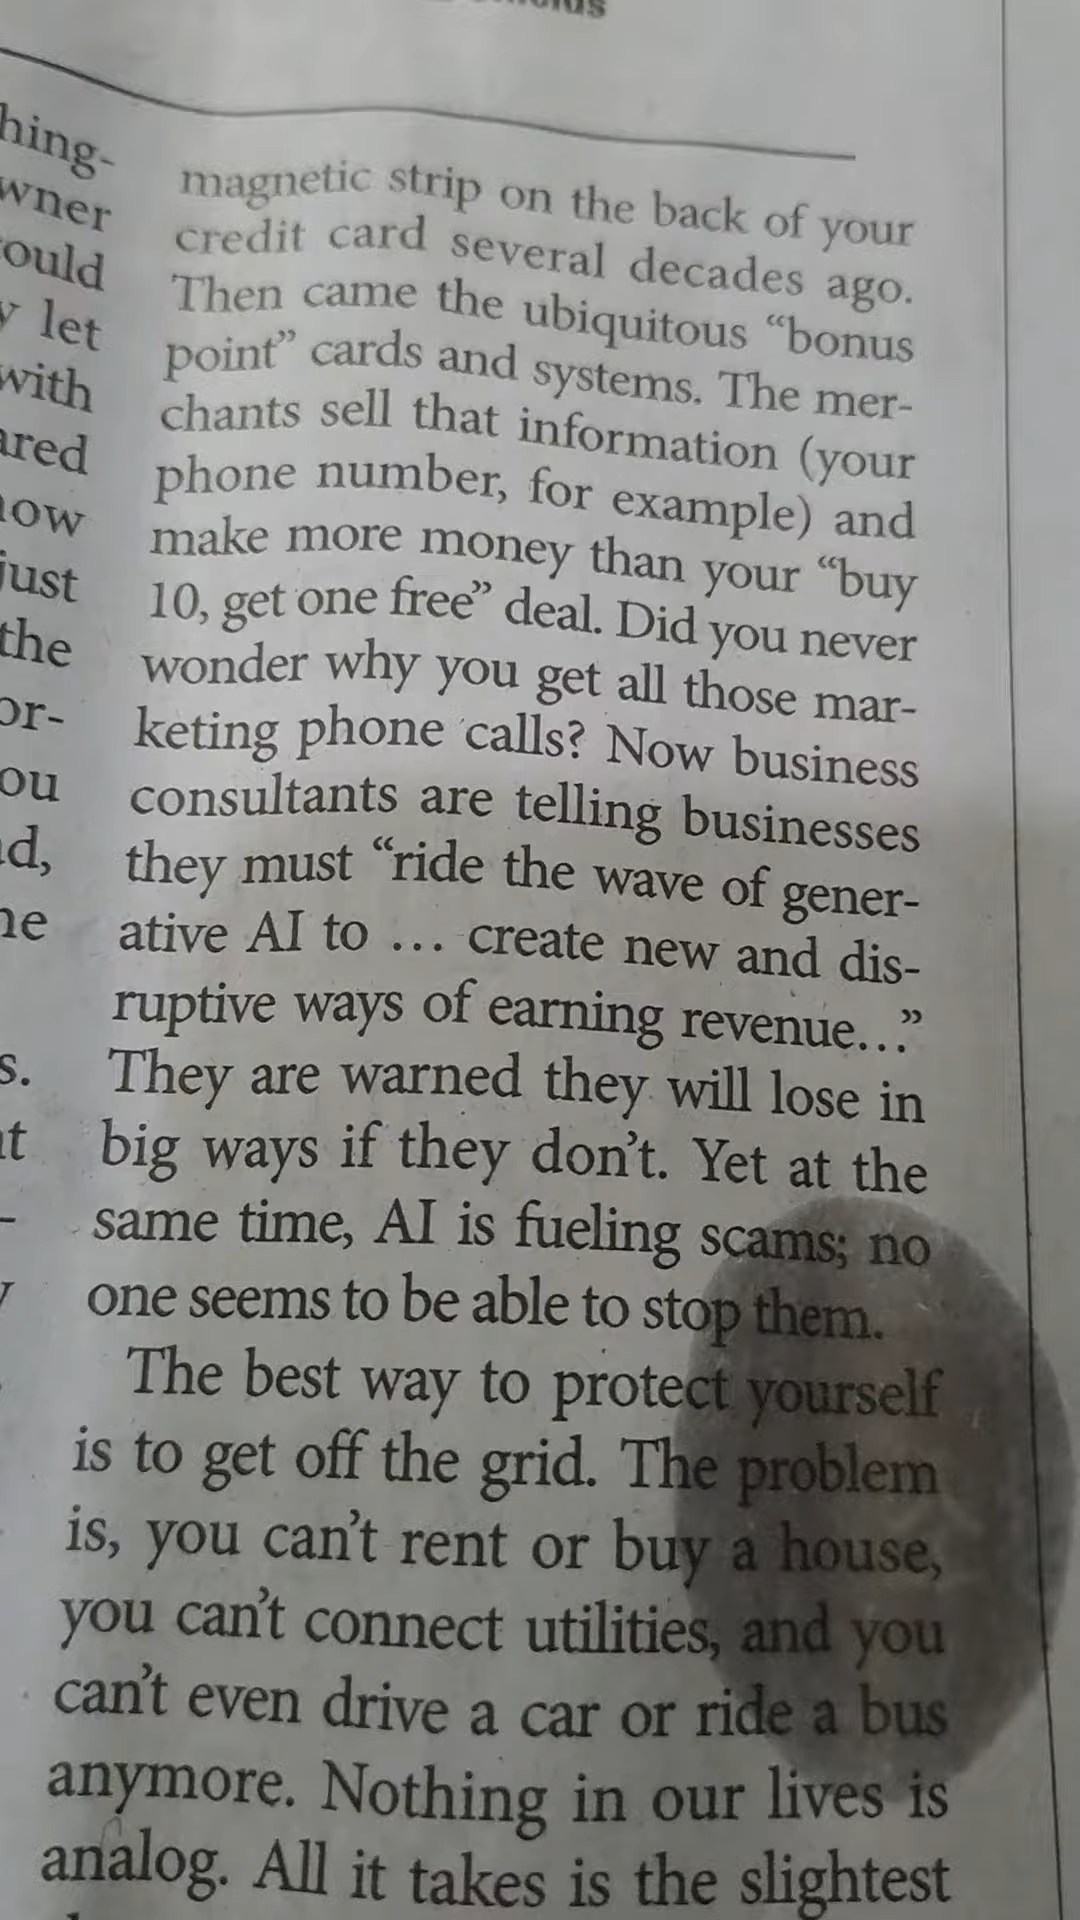 hing-
wner
ould
y let
with
ared
now
just
the
or-
ou
d,
he
s.
magnetic strip on the back of your
credit card several decades ago.
Then came the ubiquitous “bonus
point” cards and systems. The mer-
chants sell that information (your
phone number, for example) and
make more money than your “buy
10, get one free” deal. Did you never
wonder why you get all those mar-
keting phone calls? Now business
consultants are telling businesses
they must “ride the wave of gener-
ative AI to ... create new and dis-
ruptive ways of earning revenue...”
They are warned they will lose in
big ways if they don’t. Yet at the
same time, AI is fueling scams; no
one seems to be able to stop them.
The best way to protect yourself
is to get off the grid. The problem
is, you can’t rent or buy a house,
you can’t connect utilities, and you
can’t even drive a car or ride a bus
anymore. Nothing in our lives is
analog. All it takes is the slightest